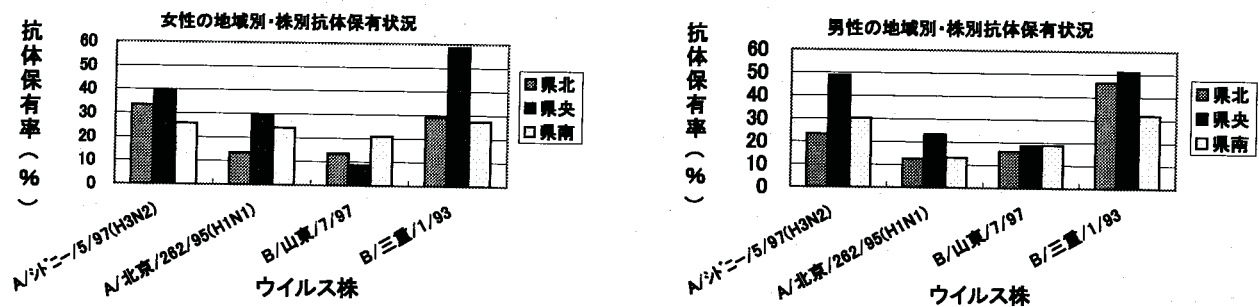 女性の地域別・株別抗体保有状況
抗体保有率(%)
60
50
40
30
20
10
0
県北
県央
県南
A/シドニー/5/97(H3N2)
A/北京/262/95(H1N1)
B/山東/7/97
B/三重/1/93
ウイルス株
男性の地域別・株別抗体保有状況
抗体保有率(%)
60
50
40
30
20
10
0
県北
県央
県南
A/シドニー/5/97(H3N2)
A/北京/262/95(H1N1)
B/山東/7/97
B/三重/1/93
ウイルス株